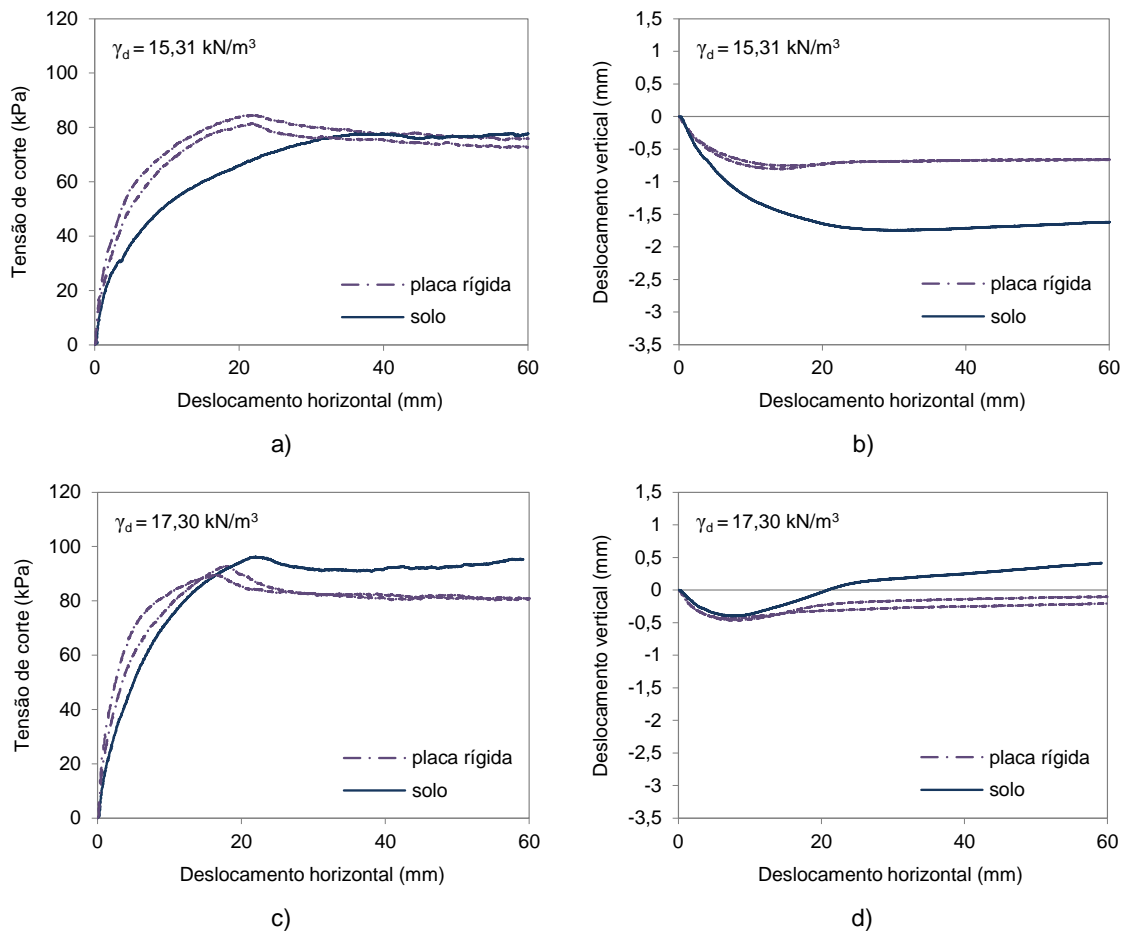 120
100
80
60
40
20
0
Tensão de corte (kPa)
γd = 15,31 kN/m³
placa rígida
solo
0 20 40 60
Deslocamento horizontal (mm)
a)
1,5
1
0,5
0
-0,5
-1
-1,5
-2
-2,5
-3
-3,5
Deslocamento vertical (mm)
γd = 15,31 kN/m³
placa rígida
solo
0 20 40 60
Deslocamento horizontal (mm)
b)
120
100
80
60
40
20
0
Tensão de corte (kPa)
γd = 17,30 kN/m³
placa rígida
solo
0 20 40 60
Deslocamento horizontal (mm)
c)
1,5
1
0,5
0
-0,5
-1
-1,5
-2
-2,5
-3
-3,5
Deslocamento vertical (mm)
γd = 17,30 kN/m³
placa rígida
solo
0 20 40 60
Deslocamento horizontal (mm)
d)